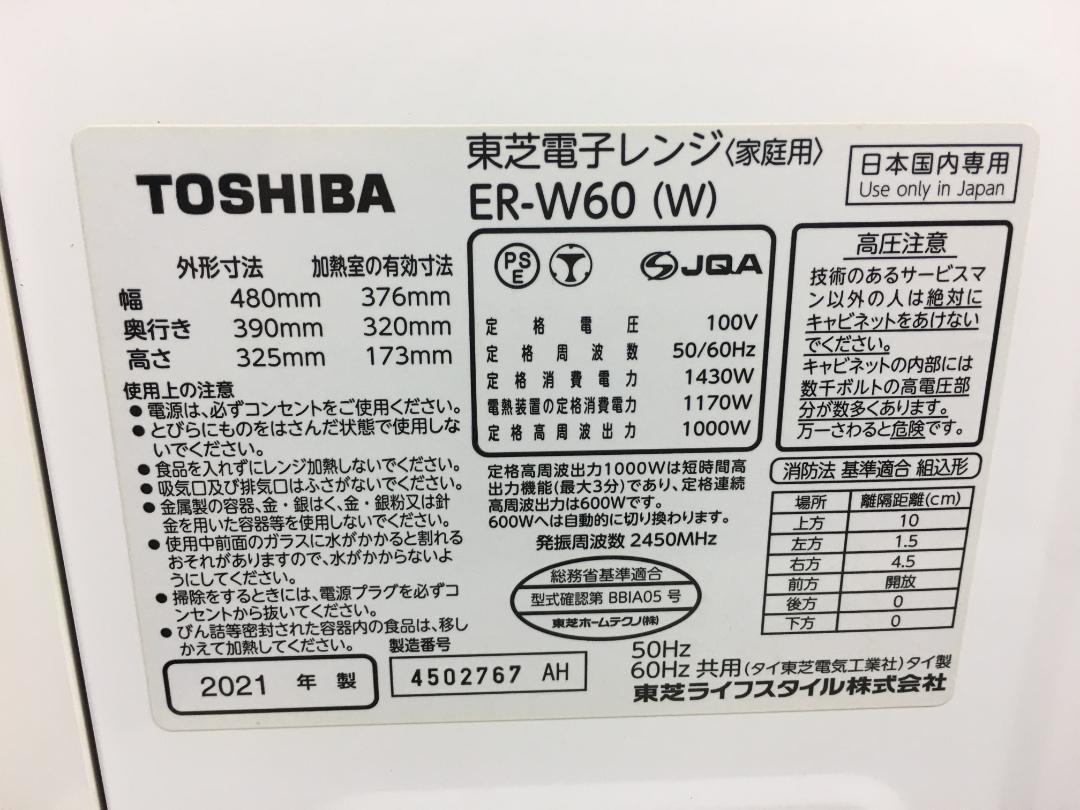 TOSHIBA
東芝電子レンジ〈家庭用〉
ER-W60 (W)
日本国内専用
Use only in Japan
外形寸法 加熱室の有効寸法
幅 480mm 376mm
奥行き 390mm 320mm
高さ 325mm 173mm
使用上の注意
●電源は、必ずコンセントをご使用ください。
●とびらにものをはさんだ状態で使用しな
いでください。
●食品を入れずにレンジ加熱しないでください。
●吸気口及び排気口はふさがないでください。
●金属製の容器、金・銀はく、金・銀粉又は針
金を用いた容器等を使用しないでください。
●使用中前面のガラスに水がかかると割れる
おそれがありますので、水がかからないよ
うにしてください。
●掃除をするときには、電源プラグを必ずコ
ンセントから抜いてください。
●びん詰等密封された容器内の食品は、移し
かえて加熱してください。
2021 年 製
製造番号
4502767 AH
PSE JQA
定格電圧 100V
定格周波数 50/60Hz
定格消費電力 1430W
電熱装置の定格消費電力 1170W
定格高周波出力 1000W
定格高周波出力1000Wは短時間高
出力機能(最大3分)であり、定格連続
高周波出力は600Wです。
600Wへは自動的に切り換わります。
発振周波数 2450MHz
総務省基準適合
型式確認第 BBIA05 号
東芝ホームテクノ(株)
高圧注意
技術のあるサービスマ
ン以外の人は絶対に
キャビネットをあけない
でください。
キャビネットの内部には
数千ボルトの高電圧部
分が数多くあります。
万一さわると危険です。
消防法 基準適合 組込形
場所 離隔距離(cm)
上方 10
左方 1.5
右方 4.5
前方 開放
後方 0
下方 0
50Hz
60Hz 共用(タイ東芝電気工業社)タイ製
東芝ライフスタイル株式会社